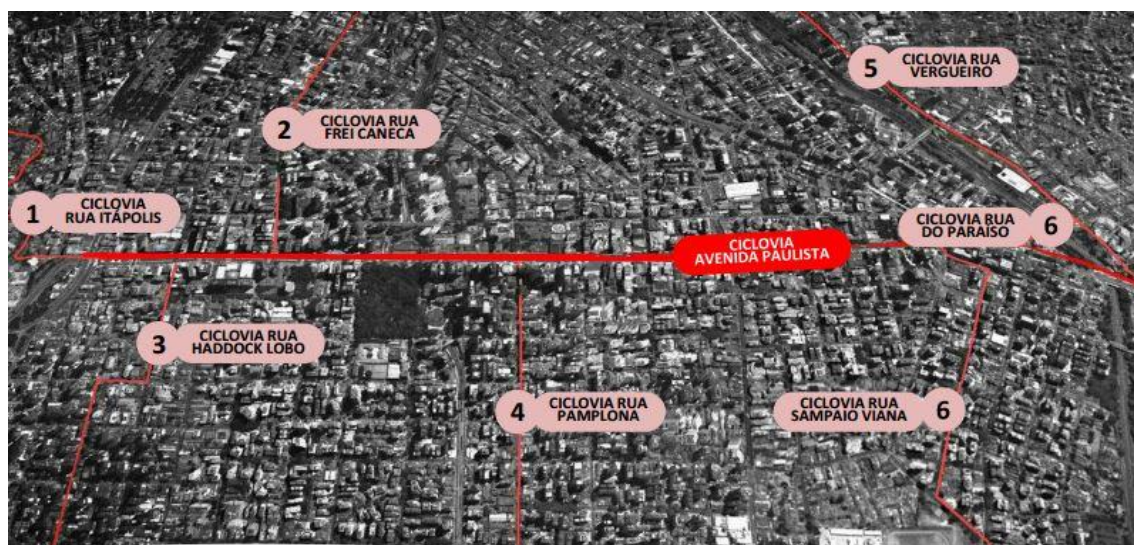 5
CICLOVIA RUA
VERGUEIRO
2
CICLOVIA RUA
FREI CANECA
1
CICLOVIA
RUA ITÁPOLIS
CICLOVIA RUA
DO PARAÍSO
6
CICLOVIA
AVENIDA PAULISTA
3
CICLOVIA RUA
HADDOCK LOBO
4
CICLOVIA RUA
PAMPLONA
CICLOVIA RUA
SAMPAIO VIANA
6